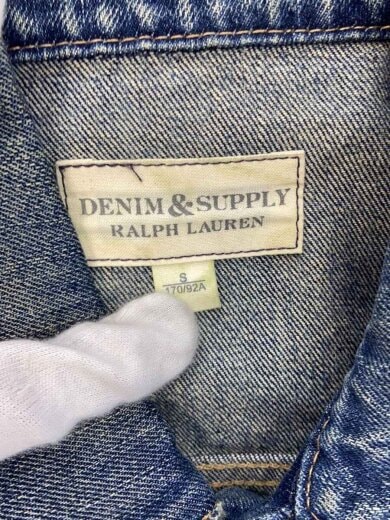 DENIM & SUPPLY
RALPH LAUREN
S
170/92A